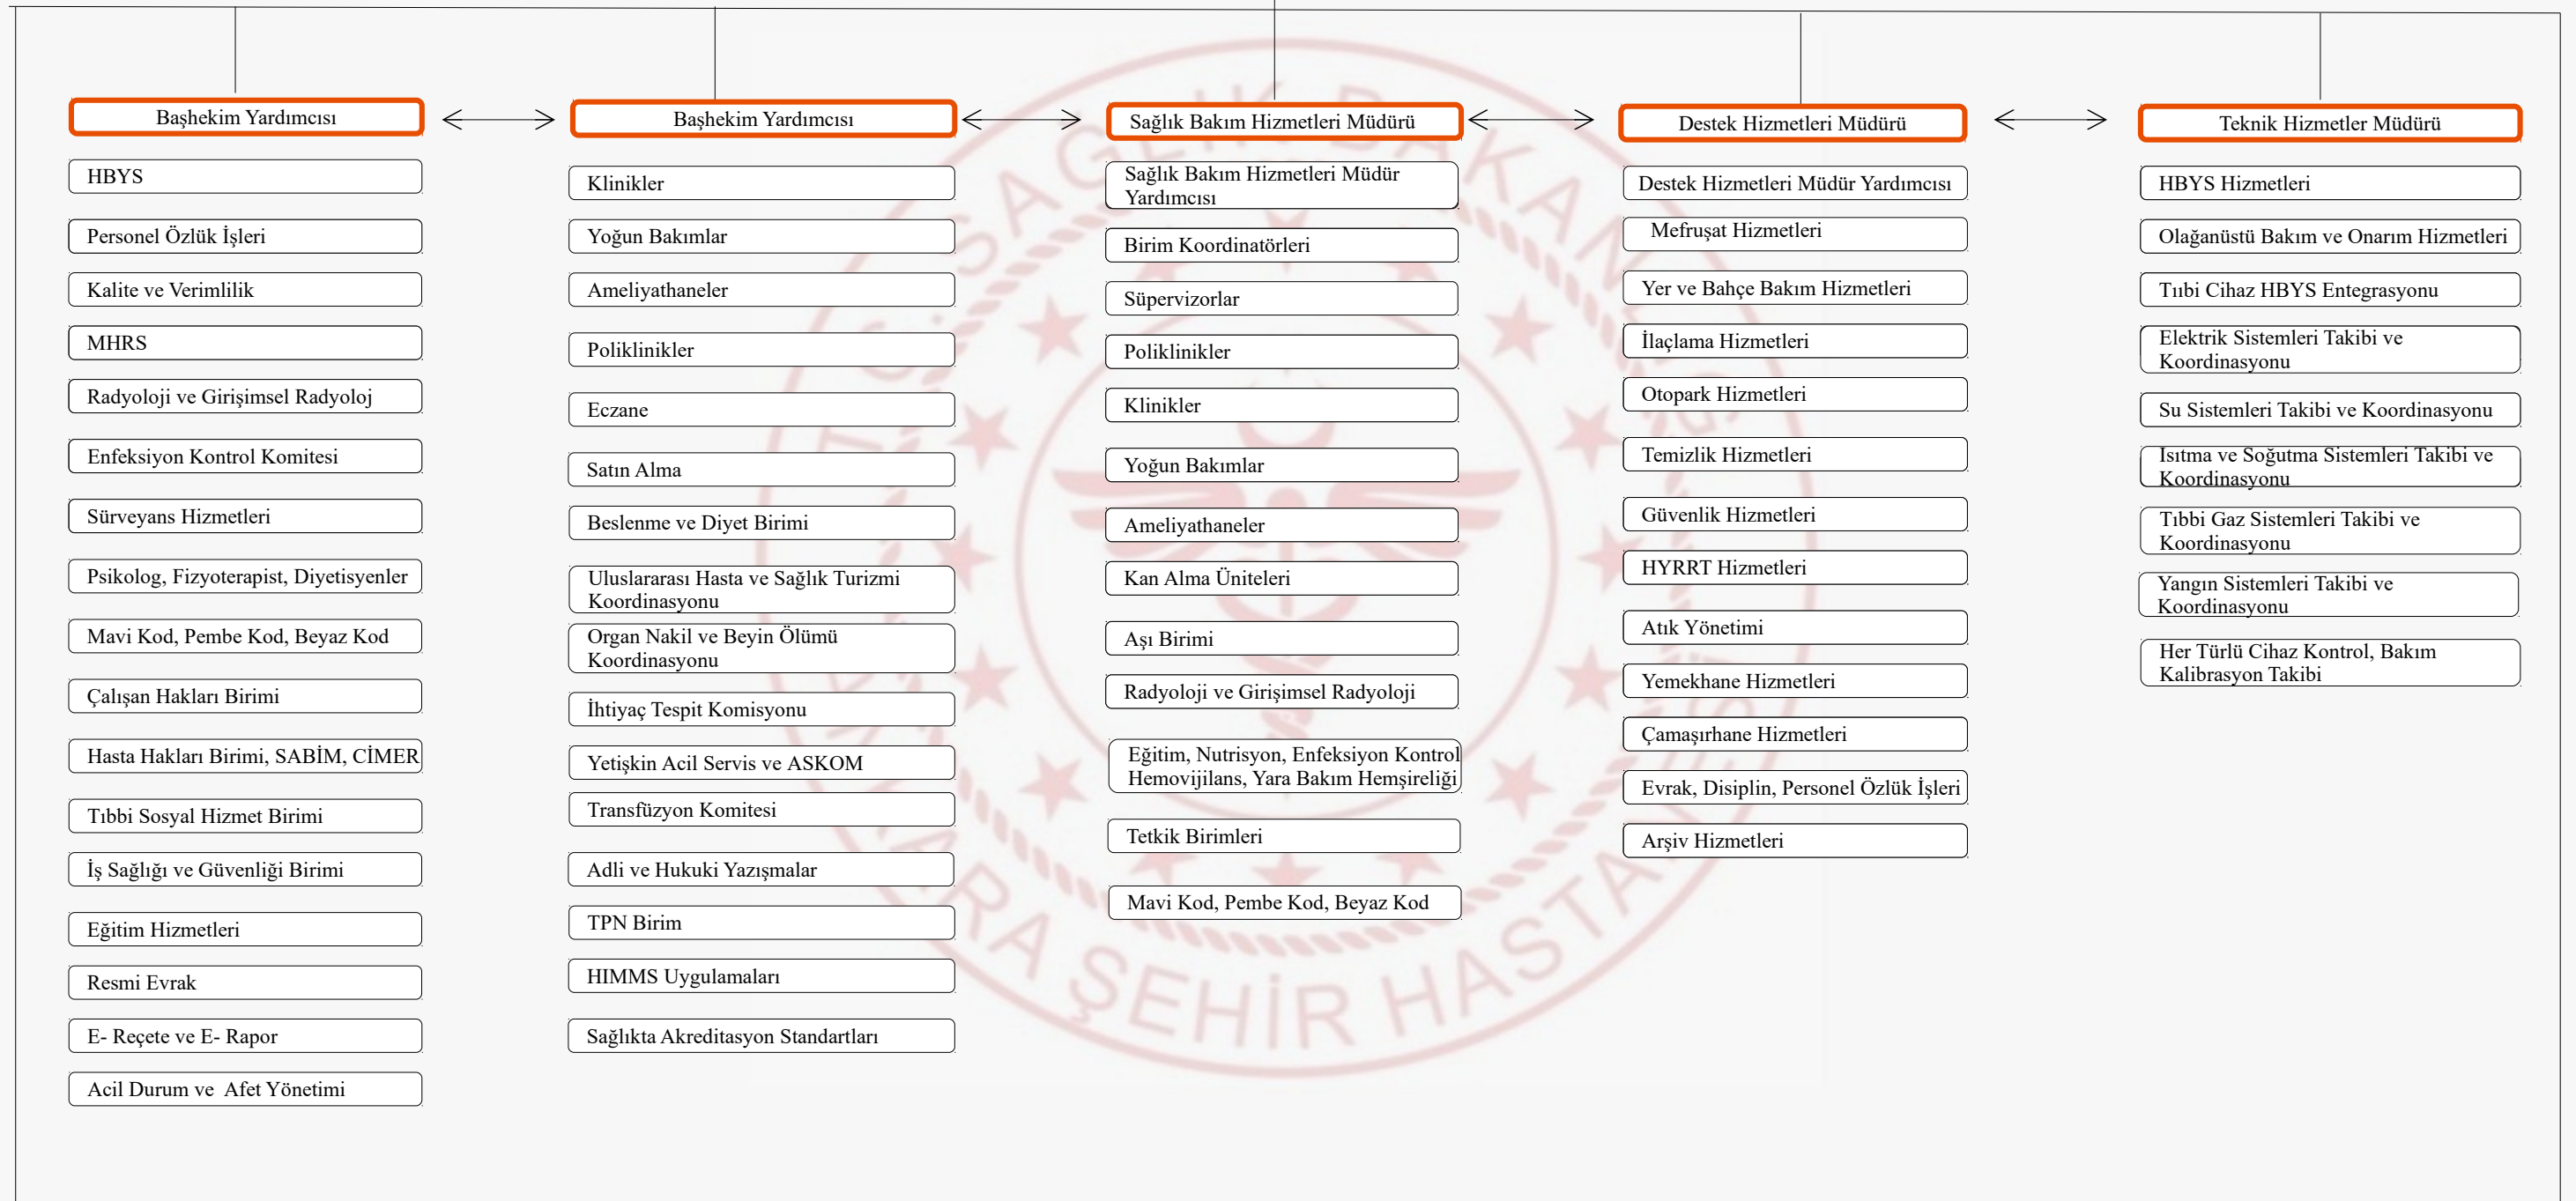 Başhekim Yardımcısı
HBYS
Personel Özlük İşleri
Kalite ve Verimlilik
MHRS
Radyoloji ve Girişimsel Radyoloj
Enfeksiyon Kontrol Komitesi
Sürveyans Hizmetleri
Psikolog, Fizyoterapist, Diyetisyenler
Mavi Kod, Pembe Kod, Beyaz Kod
Çalışan Hakları Birimi
Hasta Hakları Birimi, SABİM, CİMER
Tıbbi Sosyal Hizmet Birimi
İş Sağlığı ve Güvenliği Birimi
Eğitim Hizmetleri
Resmi Evrak
E- Reçete ve E- Rapor
Acil Durum ve  Afet Yönetimi
Başhekim Yardımcısı
Klinikler
Yoğun Bakımlar
Ameliyathaneler
Poliklinikler
Eczane
Satın Alma
Beslenme ve Diyet Birimi
Uluslararası Hasta ve Sağlık Turizmi
Koordinasyonu
Organ Nakil ve Beyin Ölümü
Koordinasyonu
İhtiyaç Tespit Komisyonu
Yetişkin Acil Servis ve ASKOM
Transfüzyon Komitesi
Adli ve Hukuki Yazışmalar
TPN Birim
HIMMS Uygulamaları
Sağlıkta Akreditasyon Standartları
Sağlık Bakım Hizmetleri Müdürü
Sağlık Bakım Hizmetleri Müdür
Yardımcısı
Birim Koordinatörleri
Süpervizorlar
Poliklinikler
Klinikler
Yoğun Bakımlar
Ameliyathaneler
Kan Alma Üniteleri
Aşı Birimi
Radyoloji ve Girişimsel Radyoloji
Eğitim, Nutrisyon, Enfeksiyon Kontrol
Hemovijilans, Yara Bakım Hemşireliği
Tetkik Birimleri
Mavi Kod, Pembe Kod, Beyaz Kod
Destek Hizmetleri Müdürü
Destek Hizmetleri Müdür Yardımcısı
Mefruşat Hizmetleri
Yer ve Bahçe Bakım Hizmetleri
İlaçlama Hizmetleri
Otopark Hizmetleri
Temizlik Hizmetleri
Güvenlik Hizmetleri
HYRRT Hizmetleri
Atık Yönetimi
Yemekhane Hizmetleri
Çamaşırhane Hizmetleri
Evrak, Disiplin, Personel Özlük İşleri
Arşiv Hizmetleri
Teknik Hizmetler Müdürü
HBYS Hizmetleri
Olağanüstü Bakım ve Onarım Hizmetleri
Tııbi Cihaz HBYS Entegrasyonu
Elektrik Sistemleri Takibi ve
Koordinasyonu
Su Sistemleri Takibi ve Koordinasyonu
Isıtma ve Soğutma Sistemleri Takibi ve
Koordinasyonu
Tıbbi Gaz Sistemleri Takibi ve
Koordinasyonu
Yangın Sistemleri Takibi ve
Koordinasyonu
Her Türlü Cihaz Kontrol, Bakım
Kalibrasyon Takibi
ŞEHİR